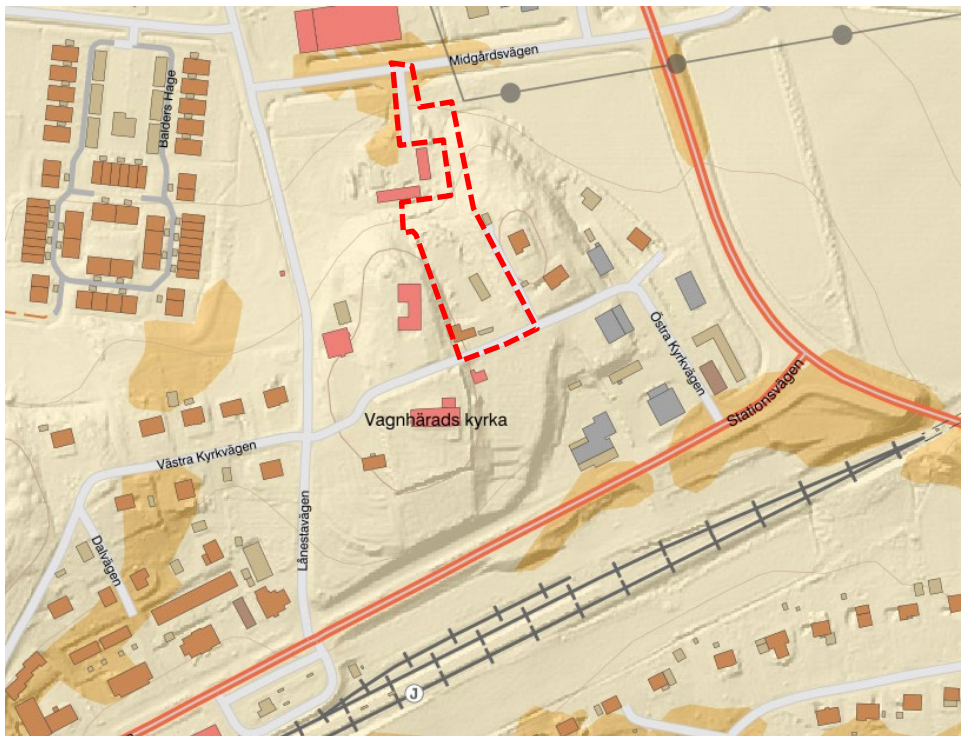 Midgårdsvägen
Balders Hage
Östra Kyrkvägen
Stationsvägen
Vagnhärads kyrka
Västra Kyrkvägen
Lånestavägen
Dalvägen
J